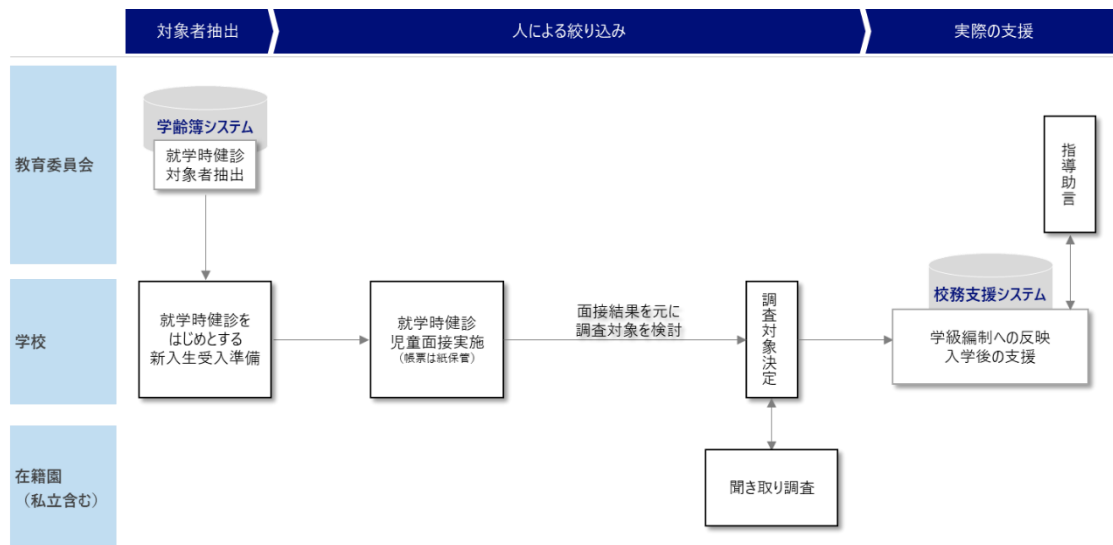 対象者抽出
人による絞り込み
実際の支援
教育委員会
学齢簿システム
就学時健診
対象者抽出
指導助言
学校
就学時健診を
はじめとする
新入生受入準備
就学時健診
児童面接実施
（帳票は紙保管）
面接結果を元に
調査対象を検討
調査対象決定
校務支援システム
学級編制への反映
入学後の支援
在籍園
（私立含む）
聞き取り調査